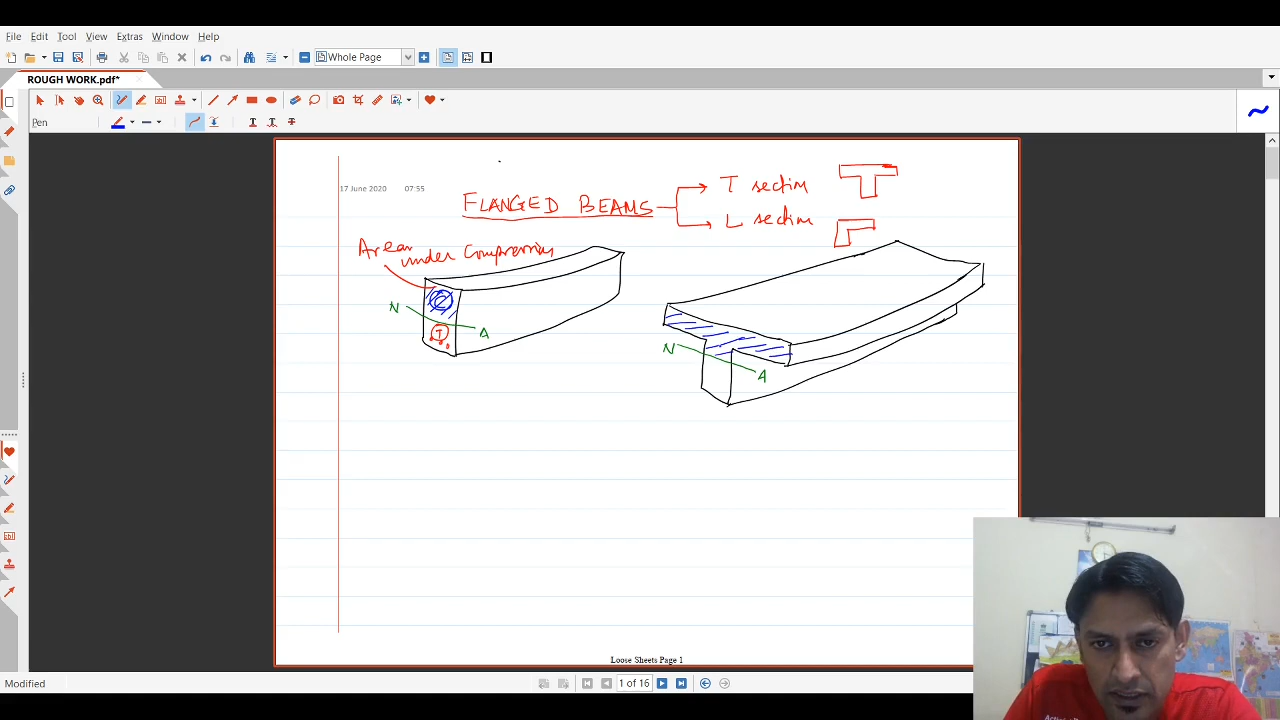 File Edit Tool View Extras Window Help
Whole Page
ROUGH WORK.pdf*
Pen
17 June 2020 07:55
FLANGED BEAMS
T section
L section
Area under Compression
C
N
A
T
N
A
Loose Sheets Page 1
Modified
1 of 16